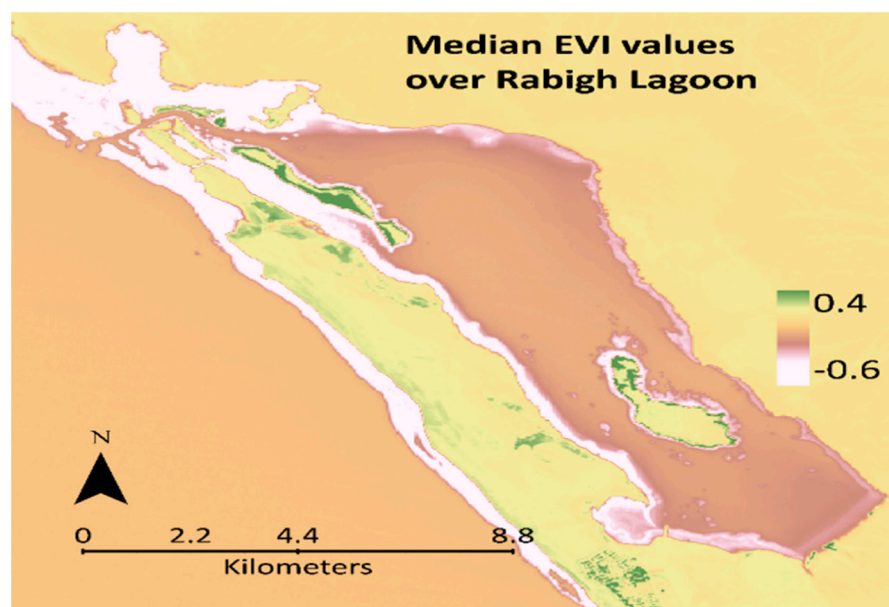 Median EVI values
over Rabigh Lagoon
0.4
-0.6
N
0 2.2 4.4 8.8
Kilometers